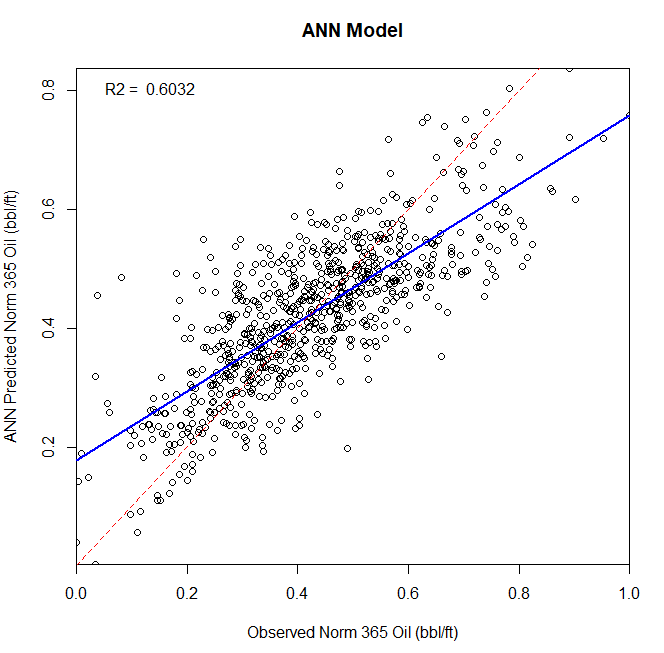 ANN Model
R2 = 0.6032
ANN Predicted Norm 365 Oil (bbl/ft)
0.8
0.6
0.4
0.2
0.0 0.2 0.4 0.6 0.8 1.0
Observed Norm 365 Oil (bbl/ft)